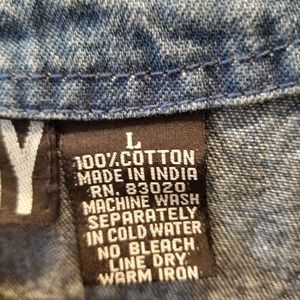 Y
L
100% COTTON
MADE IN INDIA
RN. 83020
MACHINE WASH
SEPARATELY
IN COLD WATER
NO BLEACH
LINE DRY
WARM IRON